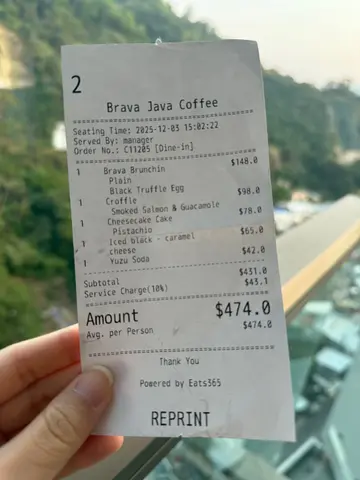 2
Brava Java Coffee
Seating Time: 2025-12-03 15:02:22
Served By: manager
Order No.: C11205 [Dine-in]
1 Brava Brunchin $148.0
Plain
Black Truffle Egg
1 Croffle $98.0
Smoked Salmon & Guacamole
1 Cheesecake Cake $78.0
Pistachio
1 Iced black - caramel $65.0
cheese
1 Yuzu Soda $42.0
Subtotal $431.0
Service Charge(10%) $43.1
Amount $474.0
Avg. per Person $474.0
Thank You
Powered by Eats365
REPRINT